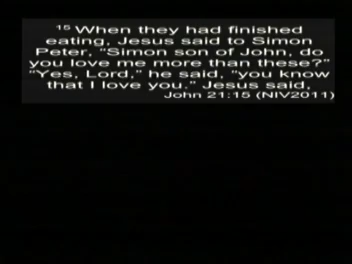 15 When they had finished
eating, Jesus said to Simon
Peter, "Simon son of John, do
you love me more than these?"
"Yes, Lord," he said, "you know
that I love you." Jesus said,
John 21:15 (NIV2011)